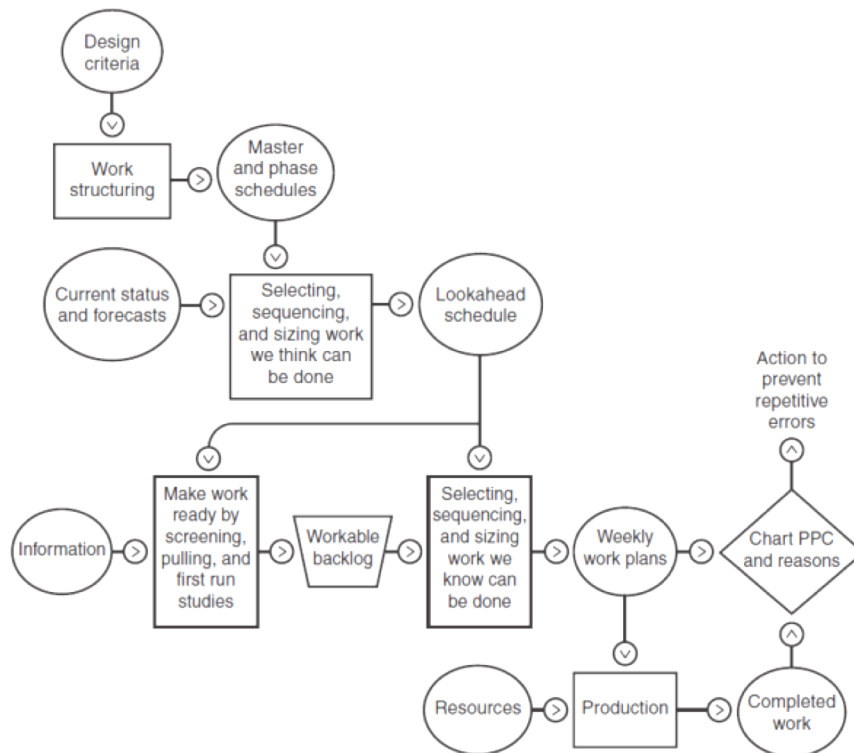 Design
criteria
Work
structuring
Master
and phase
schedules
Current status
and forecasts
Selecting,
sequencing,
and sizing work
we think can
be done
Lookahead
schedule
Action to
prevent
repetitive
errors
Information
Make work
ready by
screening,
pulling, and
first run
studies
Workable
backlog
Selecting,
sequencing,
and sizing
work we
know can
be done
Weekly
work plans
Chart PPC
and reasons
Resources
Production
Completed
work